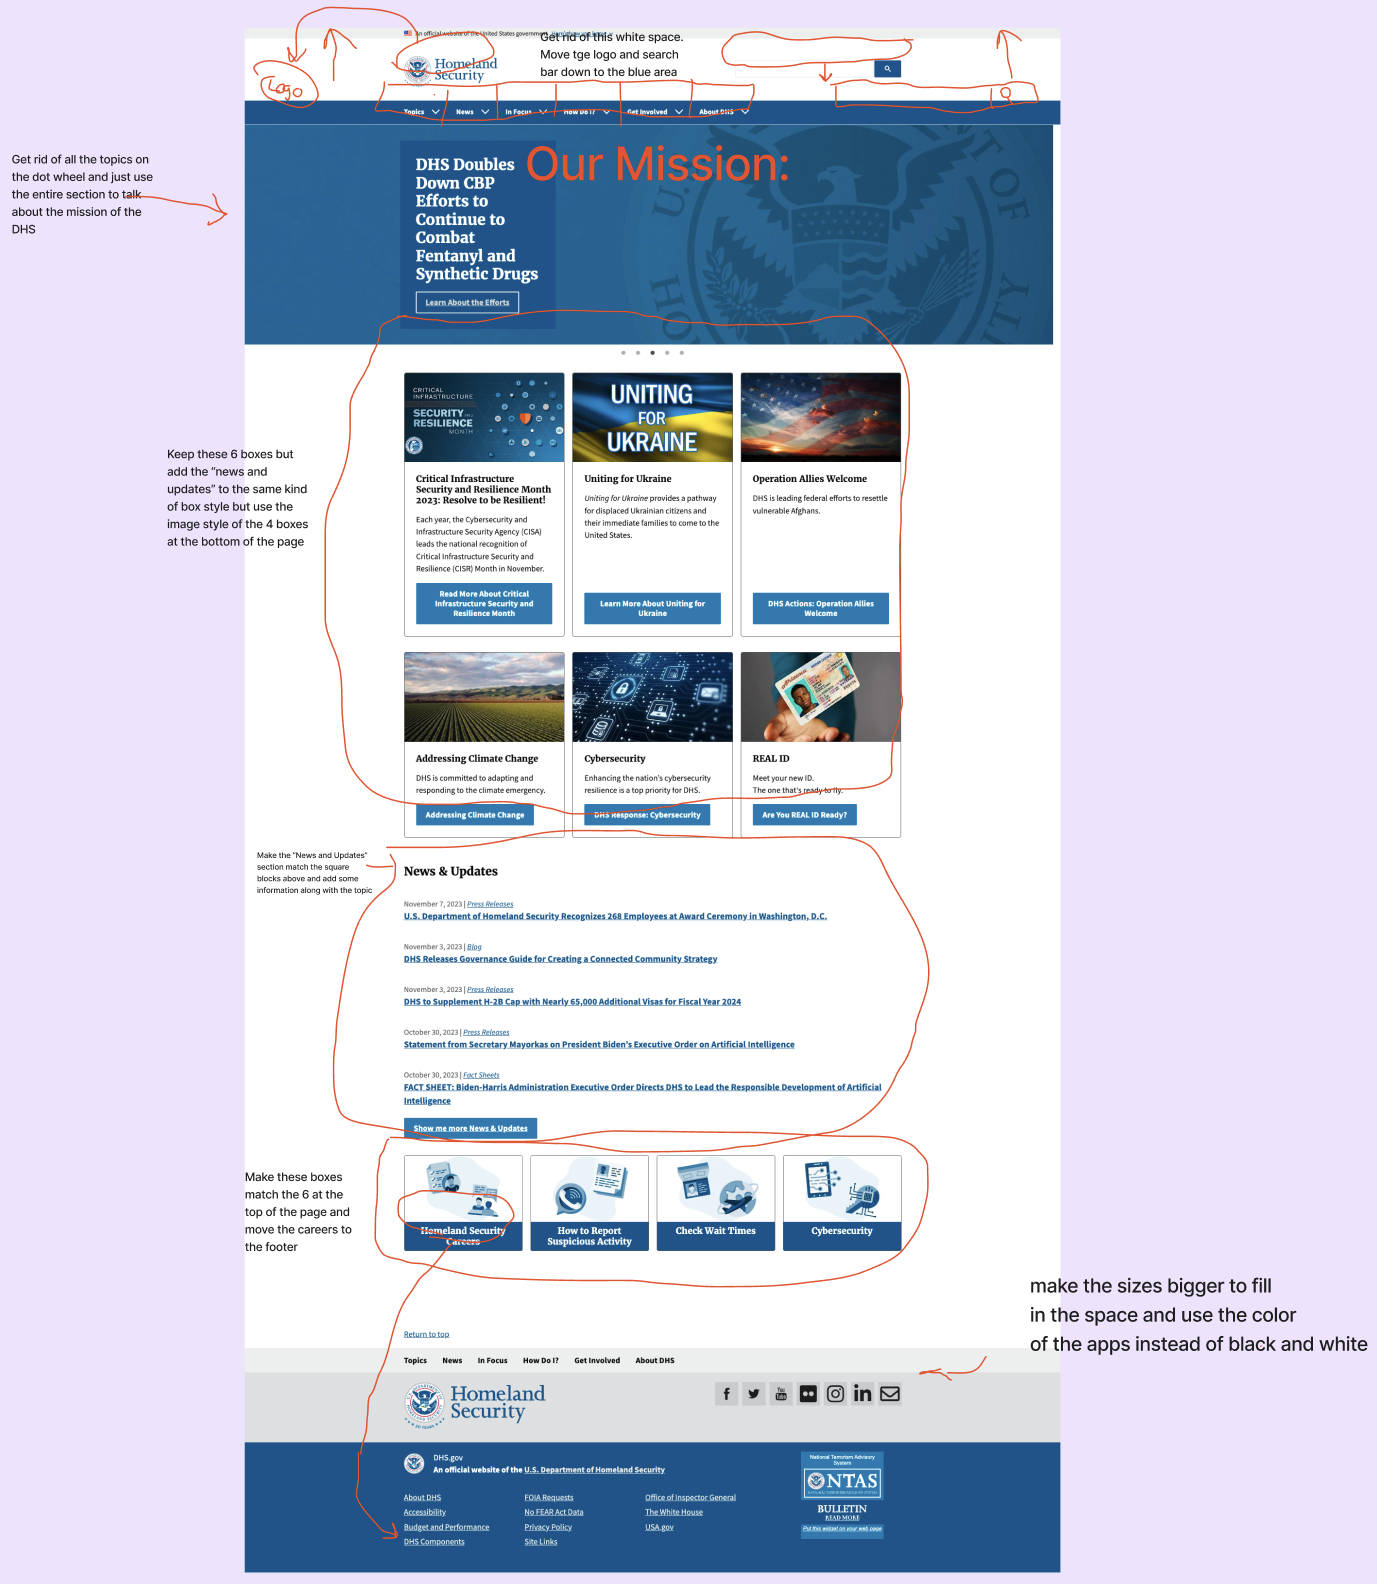 An official website of the United States government
Get rid of this white space.
Move tge logo and search
bar down to the blue area
Homeland
Security
Logo
Topics
News
In Focus
How Do I?
Get Involved
About DHS
Get rid of all the topics on
the dot wheel and just use
the entire section to talk
about the mission of the
DHS
Our Mission:
DHS Doubles
Down CBP
Efforts to
Continue to
Combat
Fentanyl and
Synthetic Drugs
Learn About the Efforts
Keep these 6 boxes but
add the “news and
updates” to the same kind
of box style but use the
image style of the 4 boxes
at the bottom of the page
CRITICAL
INFRASTRUCTURE
SECURITY AND
RESILIENCE
MONTH
Critical Infrastructure
Security and Resilience Month
2023: Resolve to be Resilient!
Each year, the Cybersecurity and
Infrastructure Security Agency (CISA)
leads the national recognition of
Critical Infrastructure Security and
Resilience (CISR) Month in November.
Read More About Critical
Infrastructure Security and
Resilience Month
UNITING
FOR
UKRAINE
Uniting for Ukraine
Uniting for Ukraine provides a pathway
for displaced Ukrainian citizens and
their immediate families to come to the
United States.
Learn More About Uniting for
Ukraine
Operation Allies Welcome
DHS is leading federal efforts to resettle
vulnerable Afghans.
DHS Actions: Operation Allies
Welcome
Addressing Climate Change
DHS is committed to adapting and
responding to the climate emergency.
Addressing Climate Change
Cybersecurity
Enhancing the nation's cybersecurity
resilience is a top priority for DHS.
DHS Response: Cybersecurity
REAL ID
Meet your new ID.
The one that's ready to fly.
Are You REAL ID Ready?
Make the “News and Updates”
section match the square
blocks above and add some
information along with the topic
News & Updates
November 7, 2023 | Press Releases
U.S. Department of Homeland Security Recognizes 268 Employees at Award Ceremony in Washington, D.C.
November 3, 2023 | Blog
DHS Releases Governance Guide for Creating a Connected Community Strategy
November 3, 2023 | Press Releases
DHS to Supplement H-2B Cap with Nearly 65,000 Additional Visas for Fiscal Year 2024
October 30, 2023 | Press Releases
Statement from Secretary Mayorkas on President Biden's Executive Order on Artificial Intelligence
October 30, 2023 | Fact Sheets
FACT SHEET: Biden-Harris Administration Executive Order Directs DHS to Lead the Responsible Development of Artificial
Intelligence
Show me more News & Updates
Make these boxes
match the 6 at the
top of the page and
move the careers to
the footer
Homeland Security
Careers
How to Report
Suspicious Activity
Check Wait Times
Cybersecurity
make the sizes bigger to fill
in the space and use the color
of the apps instead of black and white
Return to top
Topics
News
In Focus
How Do I?
Get Involved
About DHS
Homeland
Security
You
Tube
DHS.gov
An official website of the U.S. Department of Homeland Security
About DHS
Accessibility
Budget and Performance
DHS Components
FOIA Requests
No FEAR Act Data
Privacy Policy
Site Links
Office of Inspector General
The White House
USA.gov
National Terrorism Advisory
System
NTAS
BULLETIN
READ MORE
Put this widget on your web page